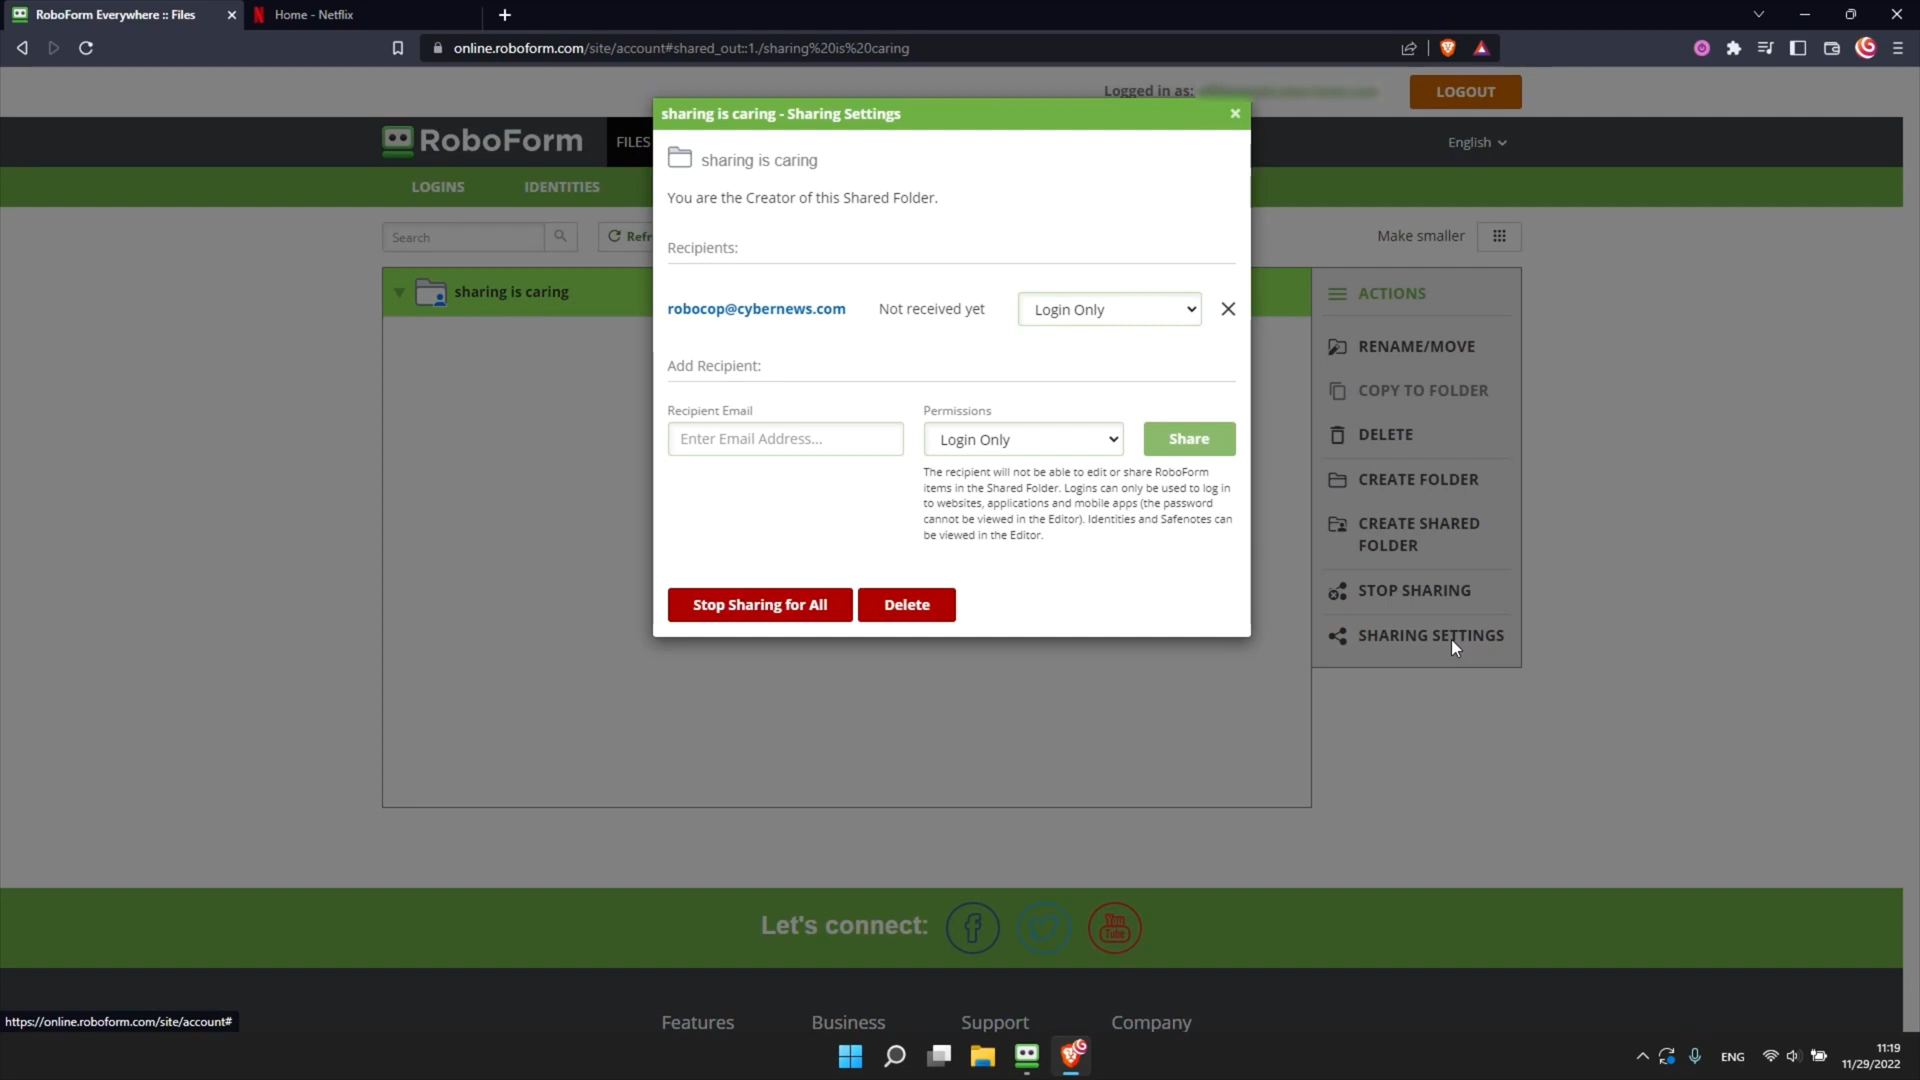 RoboForm Everywhere :: Files
Home - Netflix
online.roboform.com/site/account#shared_out::1./sharing%20is%20caring
Logged in as:
LOGOUT
RoboForm
FILES
English
LOGINS
IDENTITIES
Search
Refr
Make smaller
sharing is caring
sharing is caring - Sharing Settings
sharing is caring
You are the Creator of this Shared Folder.
Recipients:
robocop@cybernews.com
Not received yet
Login Only
Add Recipient:
Recipient Email
Permissions
Enter Email Address...
Login Only
Share
The recipient will not be able to edit or share RoboForm
items in the Shared Folder. Logins can only be used to log in
to websites, applications and mobile apps (the password
cannot be viewed in the Editor). Identities and Safenotes can
be viewed in the Editor.
Stop Sharing for All
Delete
ACTIONS
RENAME/MOVE
COPY TO FOLDER
DELETE
CREATE FOLDER
CREATE SHARED
FOLDER
STOP SHARING
SHARING SETTINGS
Let's connect:
You
Tube
https://online.roboform.com/site/account#
Features
Business
Support
Company
ENG
11:19
11/29/2022